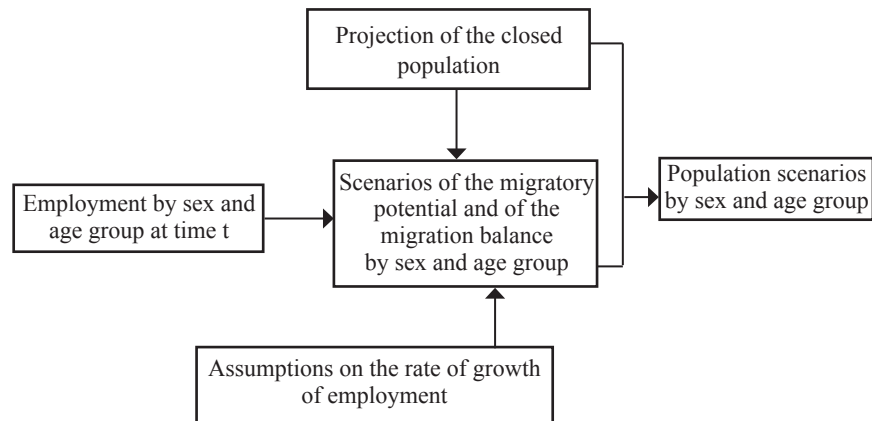 Projection of the closed
population
Employment by sex and
age group at time t
Scenarios of the migratory
potential and of the
migration balance
by sex and age group
Population scenarios
by sex and age group
Assumptions on the rate of growth
of employment